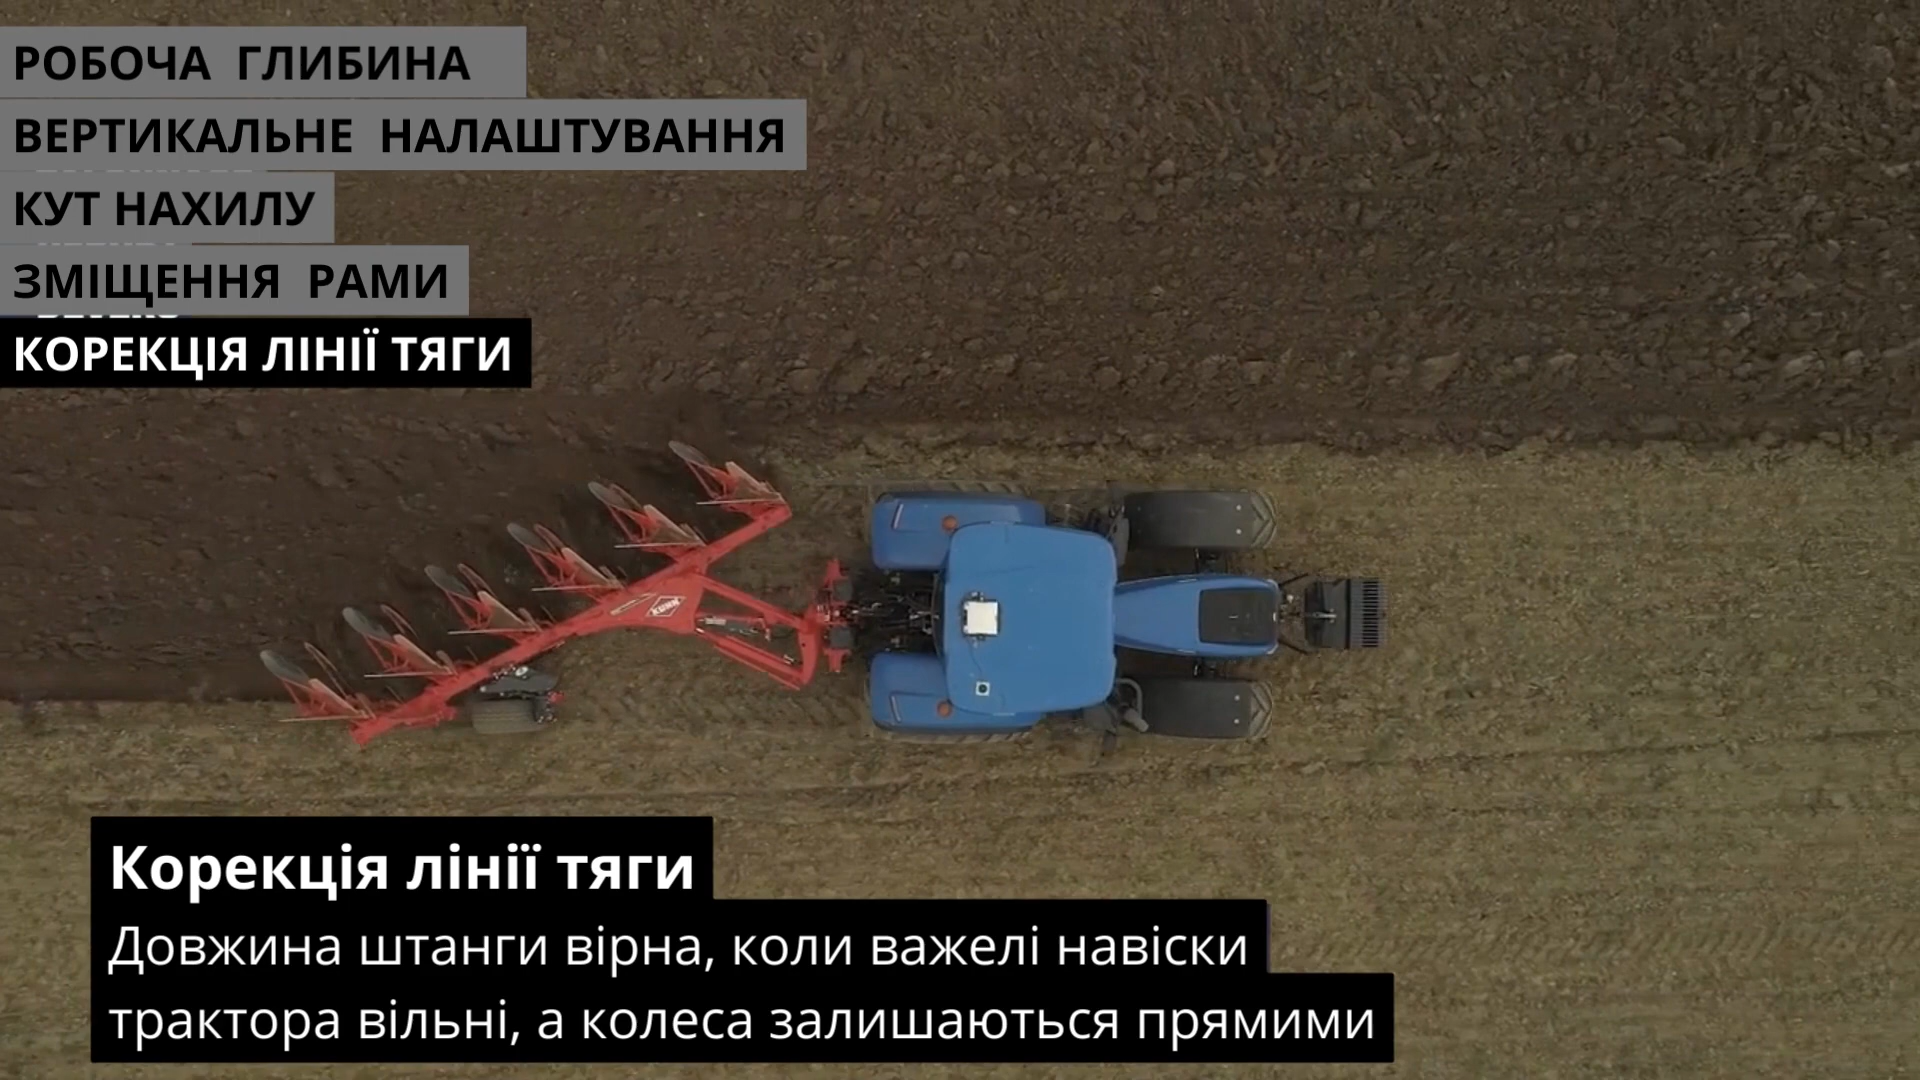 РОБОЧА ГЛИБИНА
ВЕРТИКАЛЬНЕ НАЛАШТУВАННЯ
КУТ НАХИЛУ
ЗМІЩЕННЯ РАМИ
КОРЕКЦІЯ ЛІНІЇ ТЯГИ
KUHN
Корекція лінії тяги
Довжина штанги вірна, коли важелі навіски
трактора вільні, а колеса залишаються прямими